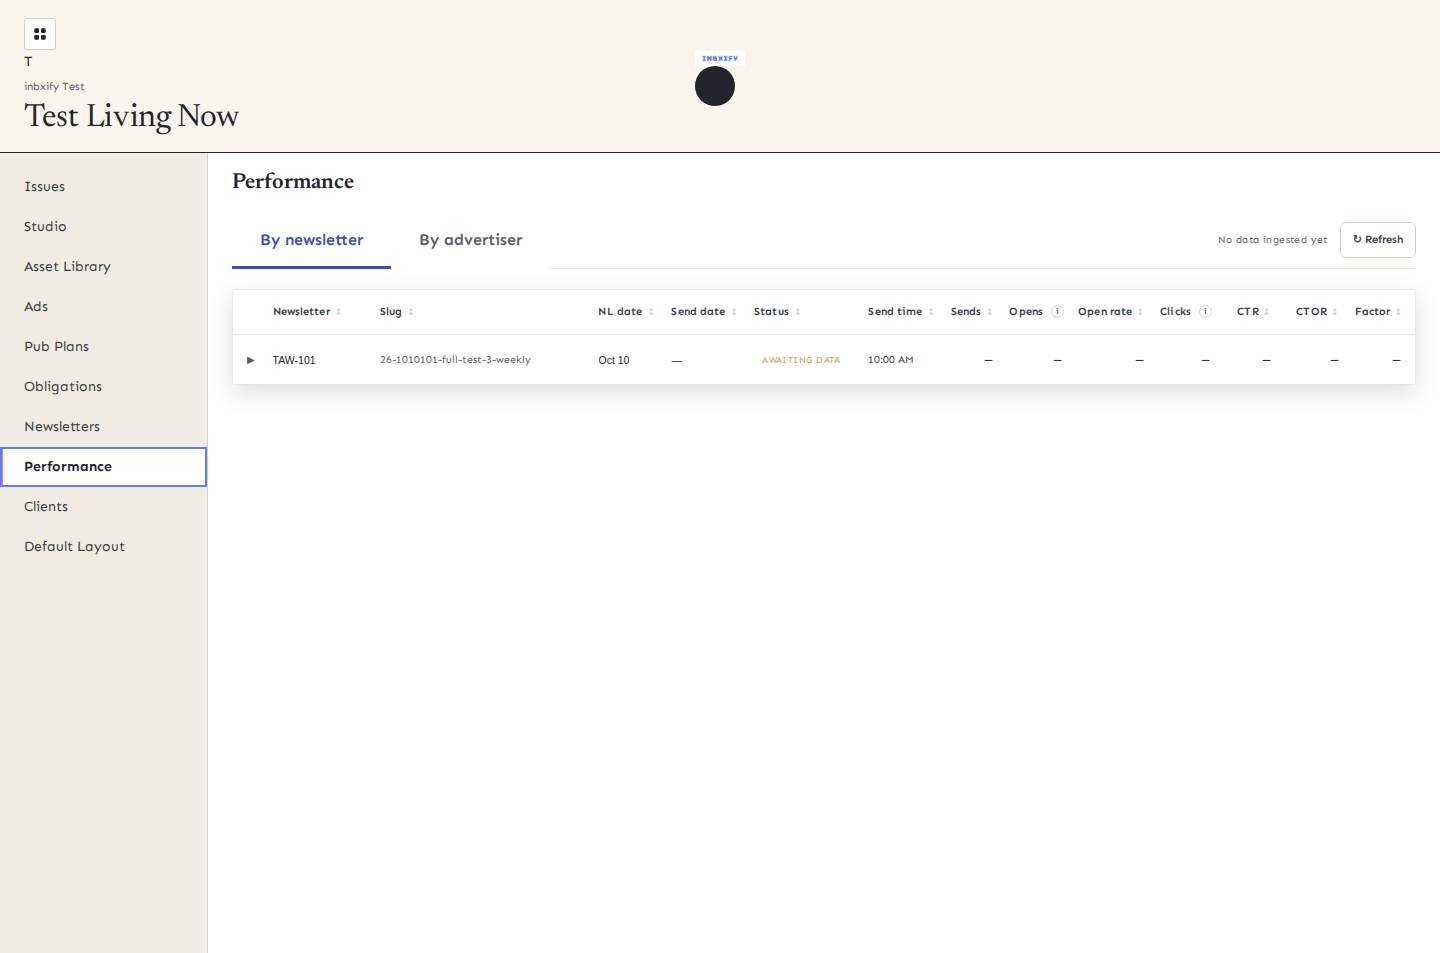 T
inbxify Test
Test Living Now
INBXIFY
Issues
Studio
Asset Library
Ads
Pub Plans
Obligations
Newsletters
Performance
Clients
Default Layout
Performance
By newsletter By advertiser No data ingested yet ↻ Refresh
Newsletter ↕ Slug ↕ NL date ↕ Send date ↕ Status ↕ Send time ↕ Sends ↕ Opens i Open rate ↕ Clicks i CTR ↕ CTOR ↕ Factor ↕
▶ TAW-101 26-1010101-full-test-3-weekly Oct 10 — AWAITING DATA 10:00 AM — — — — — — —